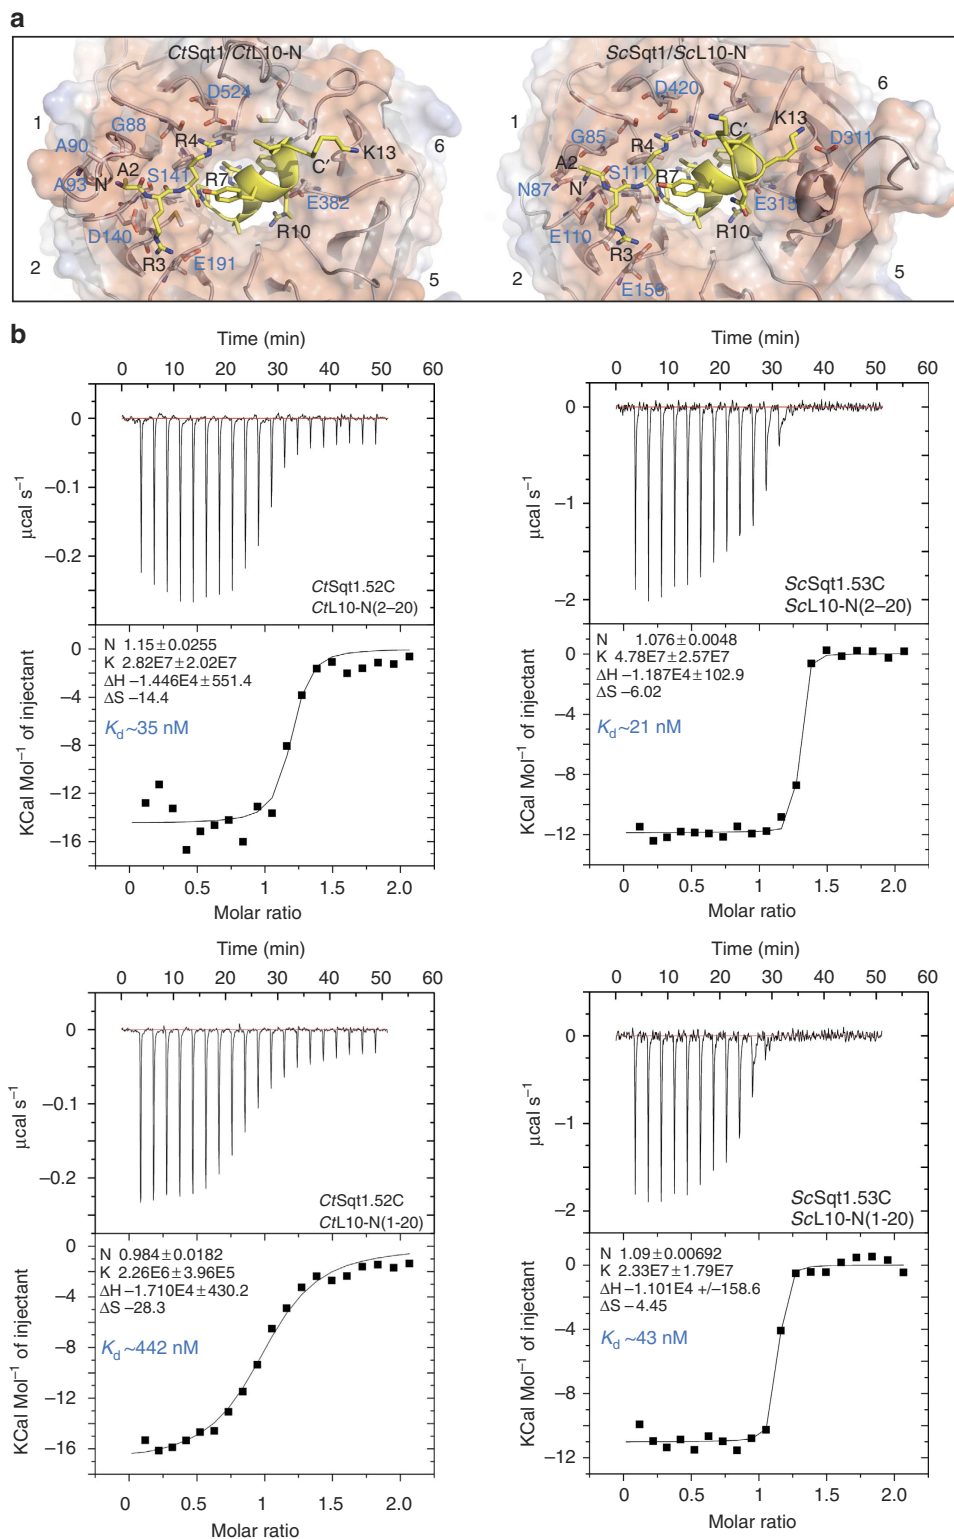 a
CtSqt1/CtL10-N
D524
1
G88
A90
R4
K13
6
C′
A93
N′
A2
S141
R7
E382
D140
R10
2
R3
E191
5
ScSqt1/ScL10-N
D420
6
1
G85
R4
C′
K13
D311
A2
S111
R7
N87
N′
E315
E110
R10
R3
2
5
E156
b
Time (min)
0 10 20 30 40 50 60
0
−0.1
−0.2
µcal s⁻¹
CtSqt1.52C
CtL10-N(2–20)
N 1.15±0.0255
K 2.82E7±2.02E7
ΔH −1.446E4±551.4
ΔS −14.4
Kd~35 nM
0
−4
−8
−12
−16
KCal Mol⁻¹ of injectant
0 0.5 1 1.5 2.0
Molar ratio
Time (min)
0 10 20 30 40 50 60
0
−1
−2
µcal s⁻¹
ScSqt1.53C
ScL10-N(2–20)
N 1.076±0.0048
K 4.78E7±2.57E7
ΔH −1.187E4±102.9
ΔS −6.02
Kd~21 nM
0
−4
−8
−12
KCal Mol⁻¹ of injectant
0 0.5 1 1.5 2.0
Molar ratio
Time (min)
0 10 20 30 40 50 60
0
−0.1
−0.2
µcal s⁻¹
CtSqt1.52C
CtL10-N(1-20)
N 0.984±0.0182
K 2.26E6±3.96E5
ΔH −1.710E4±430.2
ΔS −28.3
Kd~442 nM
0
−4
−8
−12
−16
KCal Mol⁻¹ of injectant
0 0.5 1 1.5 2.0
Molar ratio
Time (min)
0 10 20 30 40 50 60
0
−1
−2
µcal s⁻¹
ScSqt1.53C
ScL10-N(1-20)
N 1.09±0.00692
K 2.33E7±1.79E7
ΔH −1.101E4 +/−158.6
ΔS −4.45
Kd~43 nM
0
−4
−8
−12
KCal Mol⁻¹ of injectant
0 0.5 1 1.5 2.0
Molar ratio